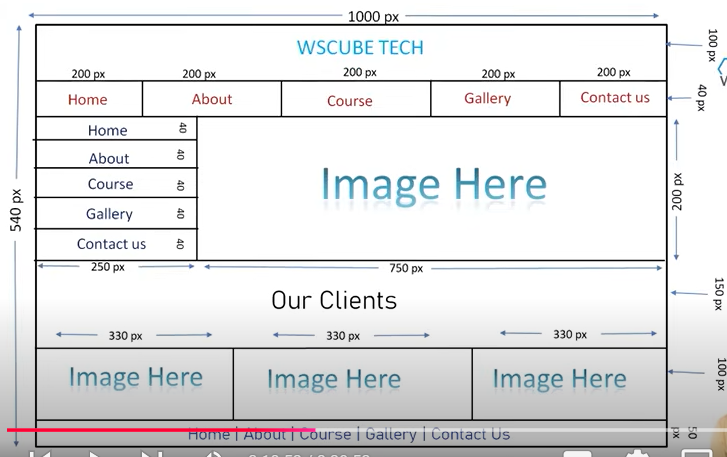 1000 px
WSCUBE TECH
100 px
200 px 200 px 200 px 200 px 200 px
Home About Course Gallery Contact us
40 px
Home 40
About 40
Course 40
Gallery 40
Contact us 40
Image Here
200 px
540 px
250 px 750 px
Our Clients
150 px
330 px 330 px 330 px
Image Here Image Here Image Here
100 px
Home | About | Course | Gallery | Contact Us
50 px